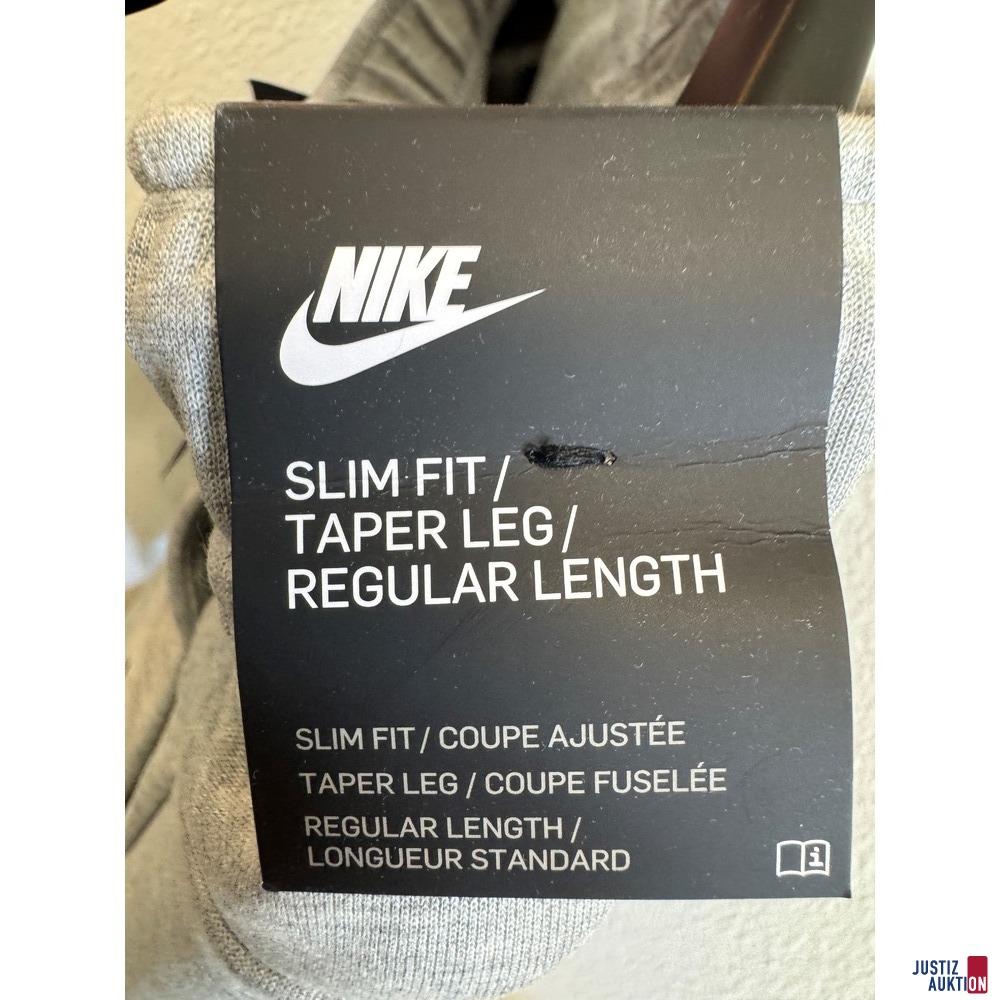 NIKE
SLIM FIT /
TAPER LEG /
REGULAR LENGTH
SLIM FIT / COUPE AJUSTÉE
TAPER LEG / COUPE FUSELÉE
REGULAR LENGTH /
LONGUEUR STANDARD
i
JUSTIZ
AUKTION